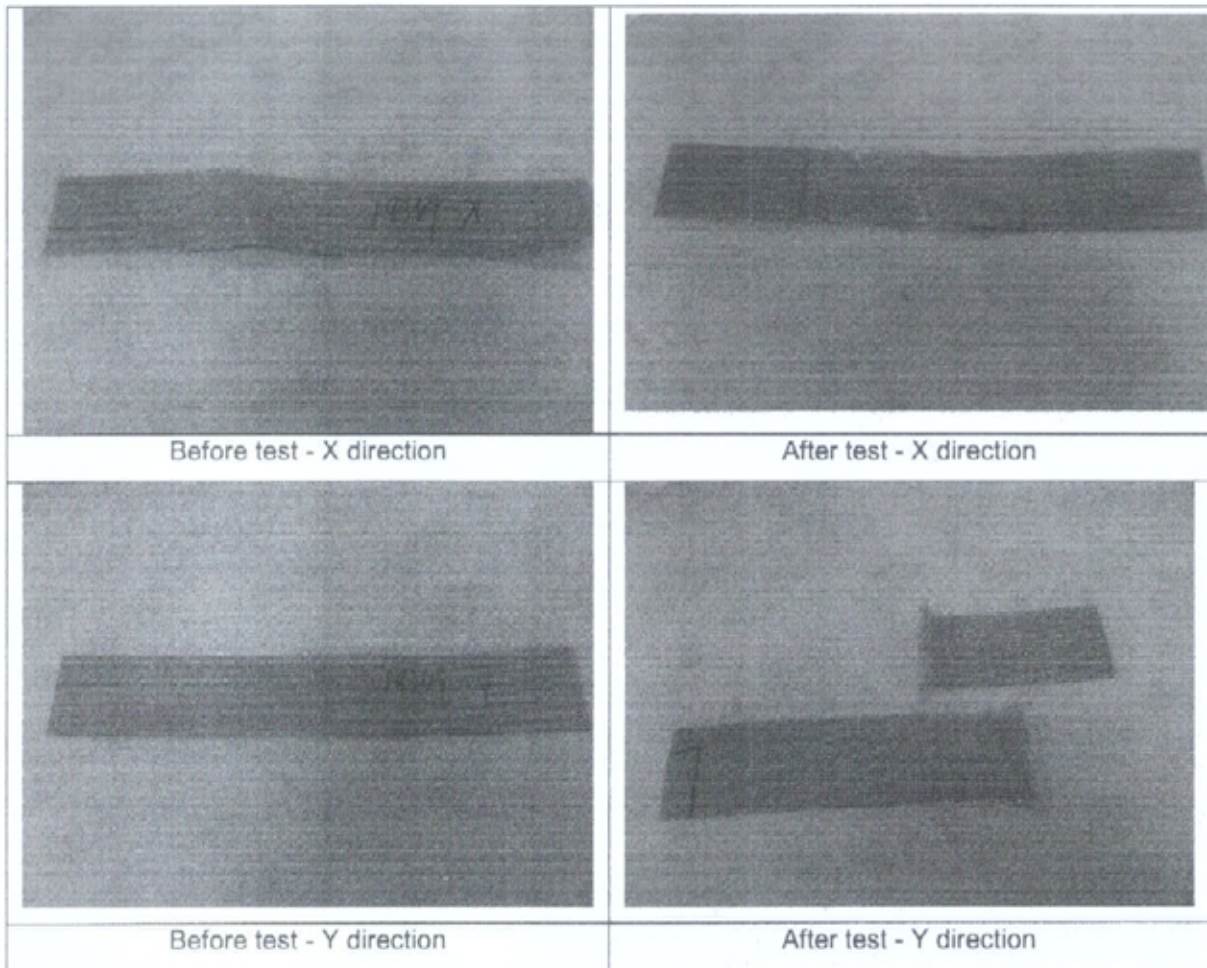 Before test - X direction
After test - X direction
Before test - Y direction
After test - Y direction